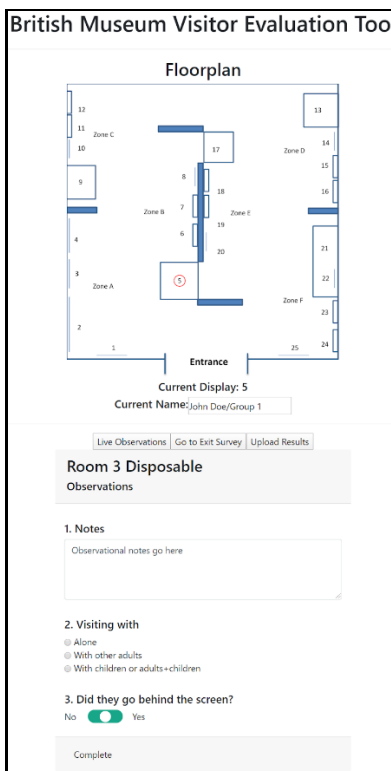 British Museum Visitor Evaluation Too
Floorplan
12
11
Zone C
10
9
4
3
Zone A
2
1
17
8
18
Zone B
7
Zone E
19
6
20
5
13
14
Zone D
15
16
21
22
Zone F
23
24
25
Entrance
Current Display: 5
Current Name: John Doe/Group 1
Live Observations Go to Exit Survey Upload Results
Room 3 Disposable
Observations
1. Notes
Observational notes go here
2. Visiting with
Alone
With other adults
With children or adults+children
3. Did they go behind the screen?
No Yes
Complete